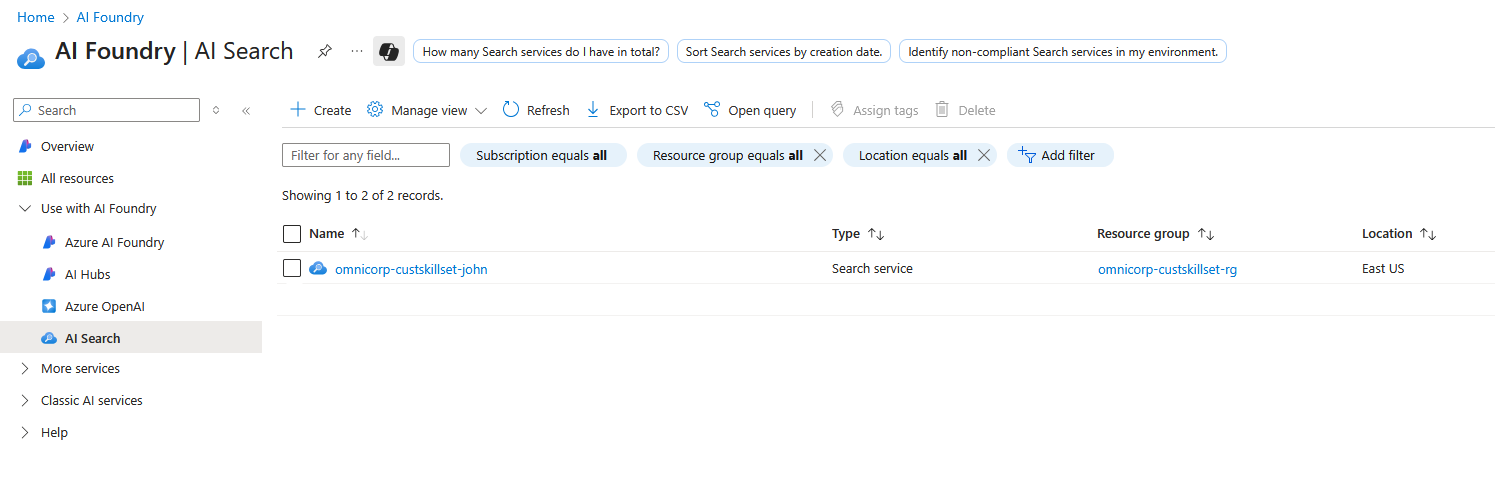 Home > AI Foundry
AI Foundry | AI Search
How many Search services do I have in total?
Sort Search services by creation date.
Identify non-compliant Search services in my environment.
Search
Overview
All resources
Use with AI Foundry
Azure AI Foundry
AI Hubs
Azure OpenAI
AI Search
More services
Classic AI services
Help
Create Manage view Refresh Export to CSV Open query Assign tags Delete
Filter for any field...
Subscription equals all
Resource group equals all
Location equals all
Add filter
Showing 1 to 2 of 2 records.
Name Type Resource group Location
omnicorp-custskillset-john Search service omnicorp-custskillset-rg East US